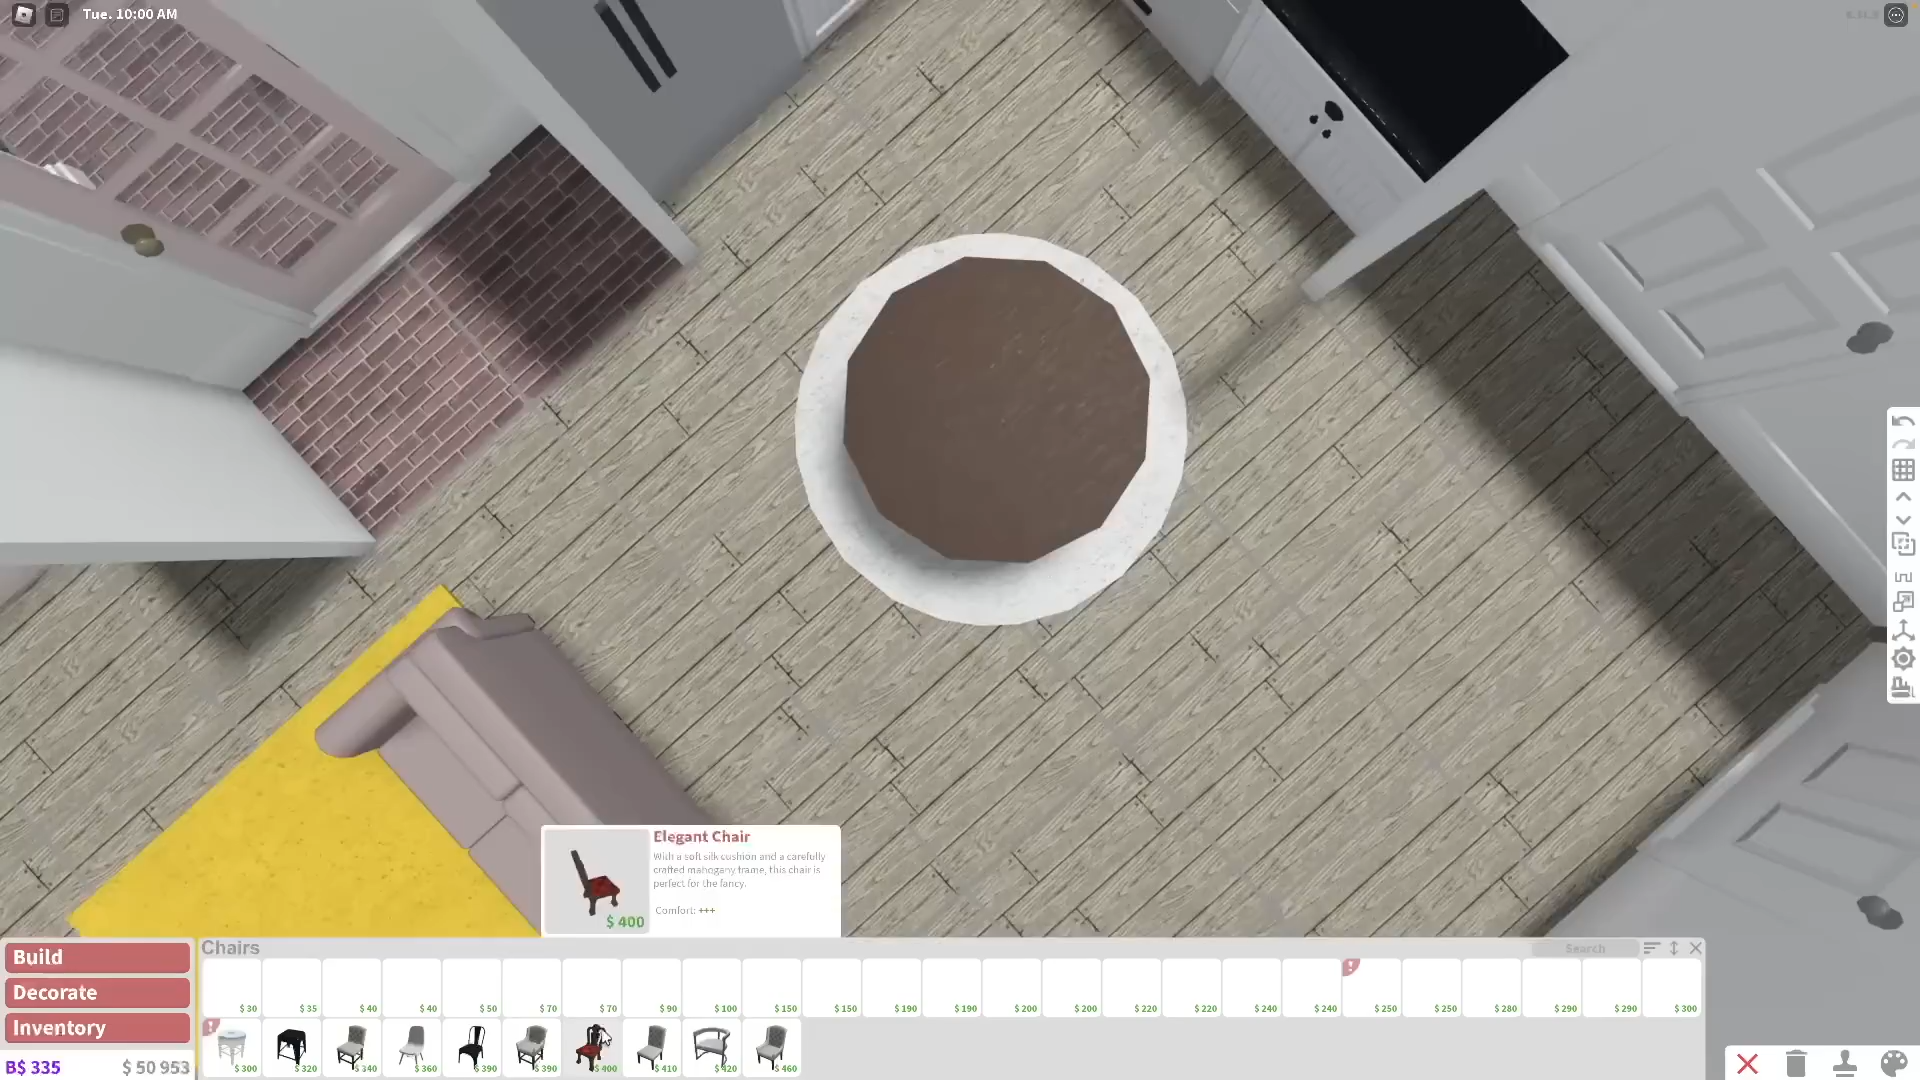 Tue. 10:00 AM
Elegant Chair
With a soft silk cushion and a carefully
crafted mahogany frame, this chair is
perfect for the fancy.
Comfort: +++
$ 400
Build
Decorate
Inventory
B$ 335 $ 50 953
Chairs
Search
$ 30 $ 35 $ 40 $ 40 $ 50 $ 70 $ 70 $ 90 $ 100 $ 150 $ 150 $ 190 $ 190 $ 200 $ 200 $ 220 $ 220 $ 240 $ 240 $ 250 $ 250 $ 280 $ 290 $ 290 $ 300
$ 300 $ 320 $ 340 $ 360 $ 390 $ 390 $ 400 $ 410 $ 420 $ 460